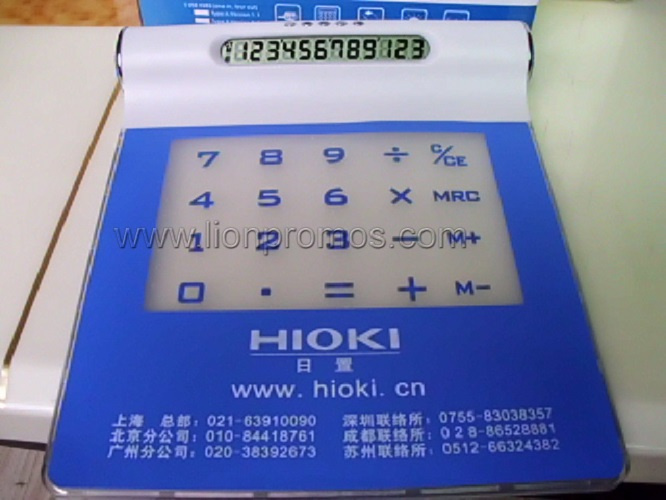 123456789 123
7 8 9 ÷ C/CE
4 5 6 × MRC
1 2 3 − M+
www.lionpromos.com
0 . = + M−
HIOKI
日置
www.hioki.cn
上海 总部: 021-63910090 深圳联络所: 0755-83038357
北京分公司: 010-84418761 成都联络所: 028-86528881
广州分公司: 020-38392673 苏州联络所: 0512-66324382